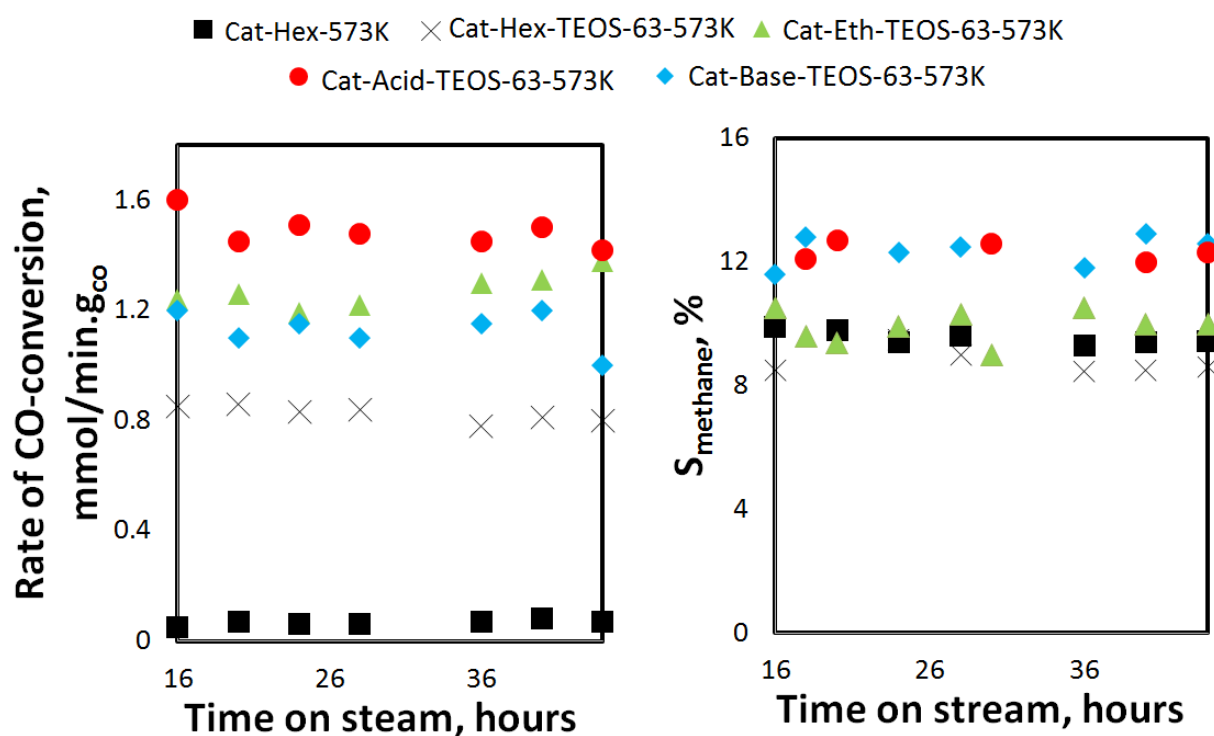 Cat-Hex-573K
Cat-Hex-TEOS-63-573K
Cat-Eth-TEOS-63-573K
Cat-Acid-TEOS-63-573K
Cat-Base-TEOS-63-573K
Rate of CO-conversion,
mmol/min.gco
1.6
1.2
0.8
0.4
0
16
26
36
Time on steam, hours
Smethane, %
16
12
8
4
0
16
26
36
Time on stream, hours